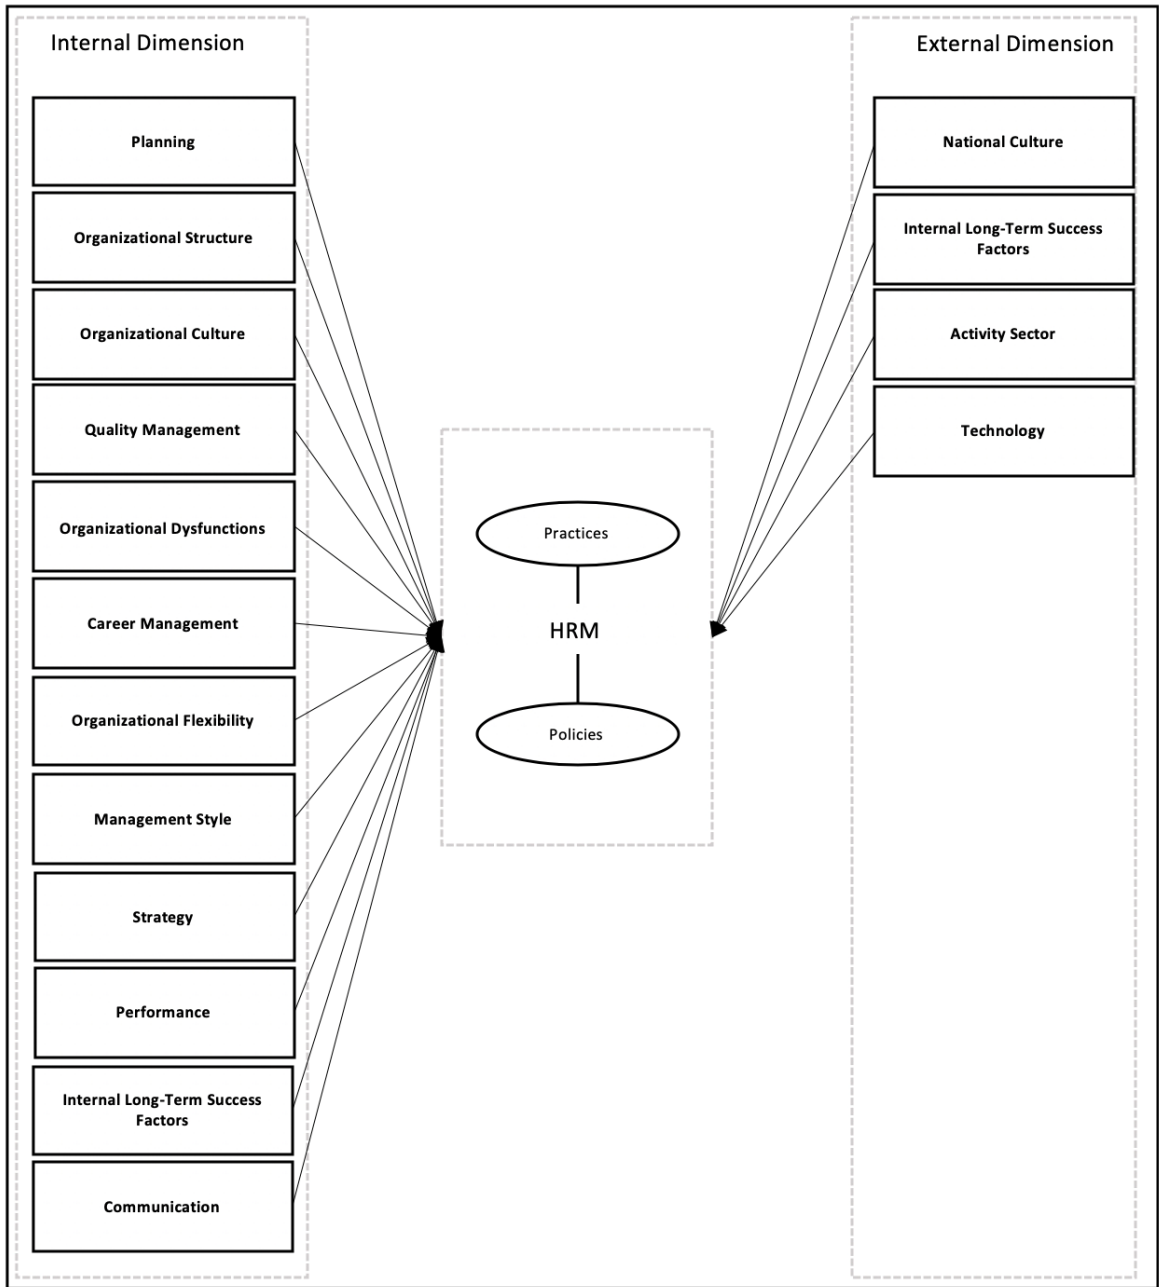 Internal Dimension
Planning
Organizational Structure
Organizational Culture
Quality Management
Organizational Dysfunctions
Career Management
Organizational Flexibility
Management Style
Strategy
Performance
Internal Long-Term Success
Factors
Communication
Practices
HRM
Policies
External Dimension
National Culture
Internal Long-Term Success
Factors
Activity Sector
Technology